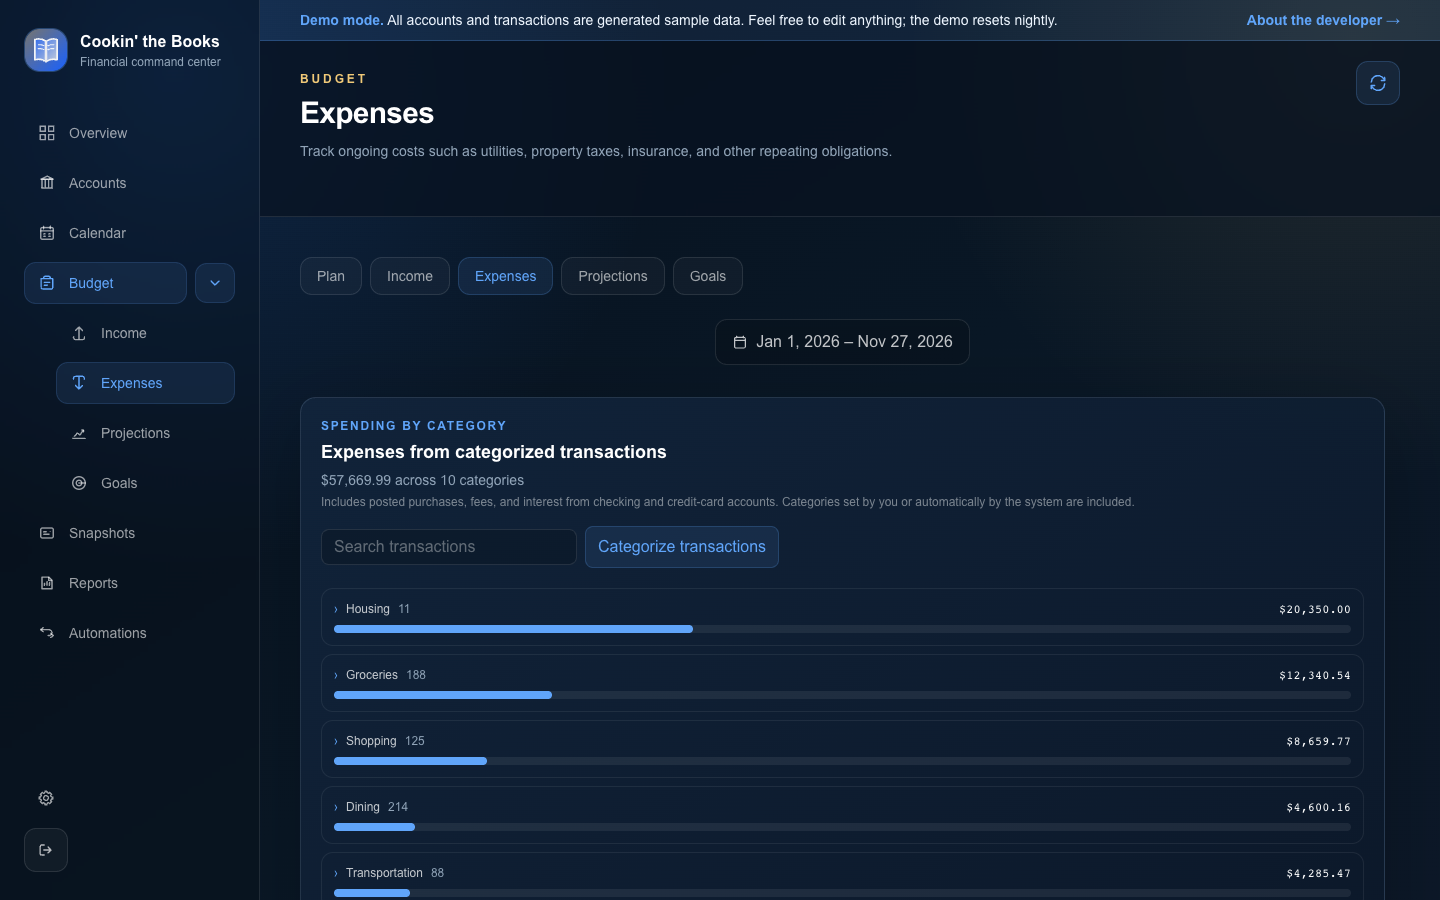 Cookin' the Books
Financial command center
Overview
Accounts
Calendar
Budget
Income
Expenses
Projections
Goals
Snapshots
Reports
Automations
Demo mode. All accounts and transactions are generated sample data. Feel free to edit anything; the demo resets nightly.
About the developer →
BUDGET
Expenses
Track ongoing costs such as utilities, property taxes, insurance, and other repeating obligations.
Plan
Income
Expenses
Projections
Goals
Jan 1, 2026 – Nov 27, 2026
SPENDING BY CATEGORY
Expenses from categorized transactions
$57,669.99 across 10 categories
Includes posted purchases, fees, and interest from checking and credit-card accounts. Categories set by you or automatically by the system are included.
Search transactions
Categorize transactions
› Housing 11 $20,350.00
› Groceries 188 $12,340.54
› Shopping 125 $8,659.77
› Dining 214 $4,600.16
› Transportation 88 $4,285.47